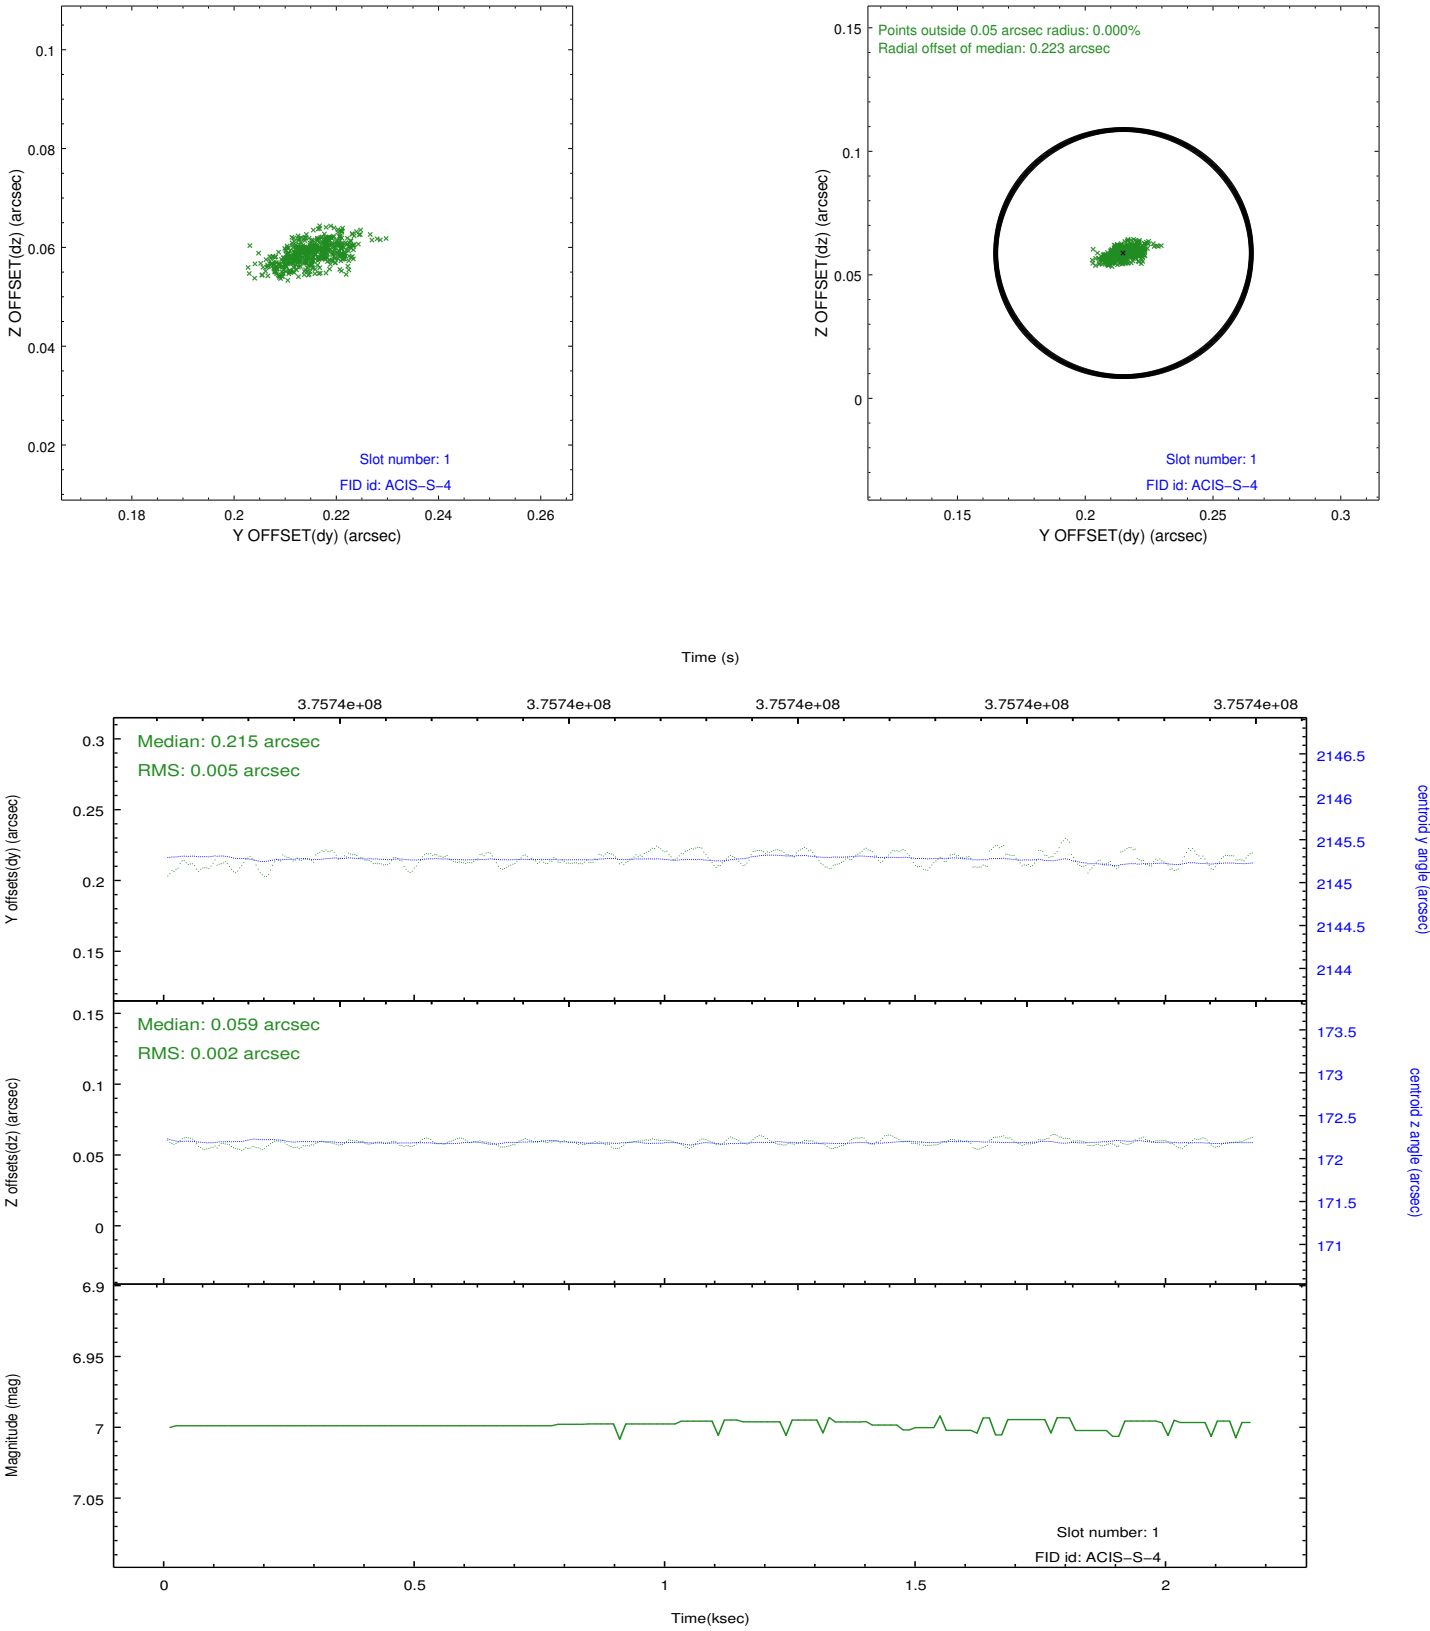 0.1
0.08
0.06
0.04
0.02
Z OFFSET(dz) (arcsec)
Slot number: 1
FID id: ACIS−S−4
0.18 0.2 0.22 0.24 0.26
Y OFFSET(dy) (arcsec)
Points outside 0.05 arcsec radius: 0.000%
Radial offset of median: 0.223 arcsec
0.15
0.1
0.05
0
Z OFFSET(dz) (arcsec)
Slot number: 1
FID id: ACIS−S−4
0.15 0.2 0.25 0.3
Y OFFSET(dy) (arcsec)
Time (s)
3.7574e+08 3.7574e+08 3.7574e+08 3.7574e+08 3.7574e+08
Median: 0.215 arcsec
RMS: 0.005 arcsec
0.3
0.25
0.2
0.15
Y offsets(dy) (arcsec)
2146.5
2146
2145.5
2145
2144.5
2144
centroid y angle (arcsec)
Median: 0.059 arcsec
RMS: 0.002 arcsec
0.15
0.1
0.05
0
Z offsets(dz) (arcsec)
173.5
173
172.5
172
171.5
171
centroid z angle (arcsec)
6.9
6.95
7
7.05
Magnitude (mag)
Slot number: 1
FID id: ACIS−S−4
0 0.5 1 1.5 2
Time(ksec)